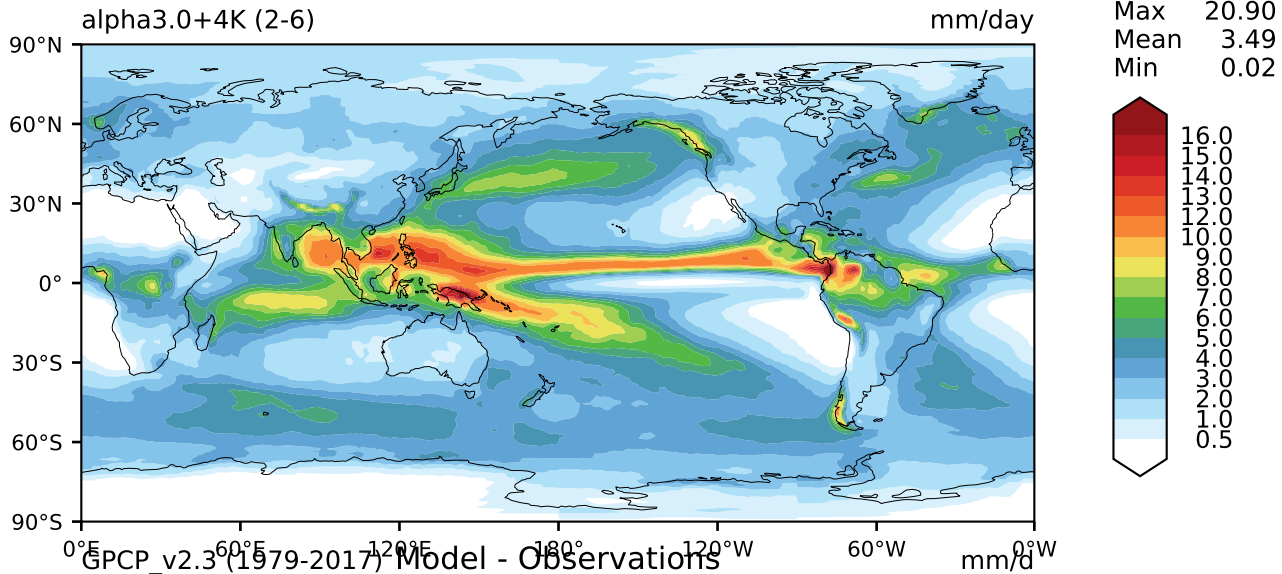 alpha3.0+4K (2-6) mm/day
Max 20.90
Mean 3.49
Min 0.02
90°N
60°N
30°N
0°
30°S
60°S
90°S
0°E 60°E 120°E 180° 120°W 60°W 0°W
GPCP_v2.3 (1979-2017) Model - Observations mm/d
16.0
15.0
14.0
13.0
12.0
10.0
9.0
8.0
7.0
6.0
5.0
4.0
3.0
2.0
1.0
0.5